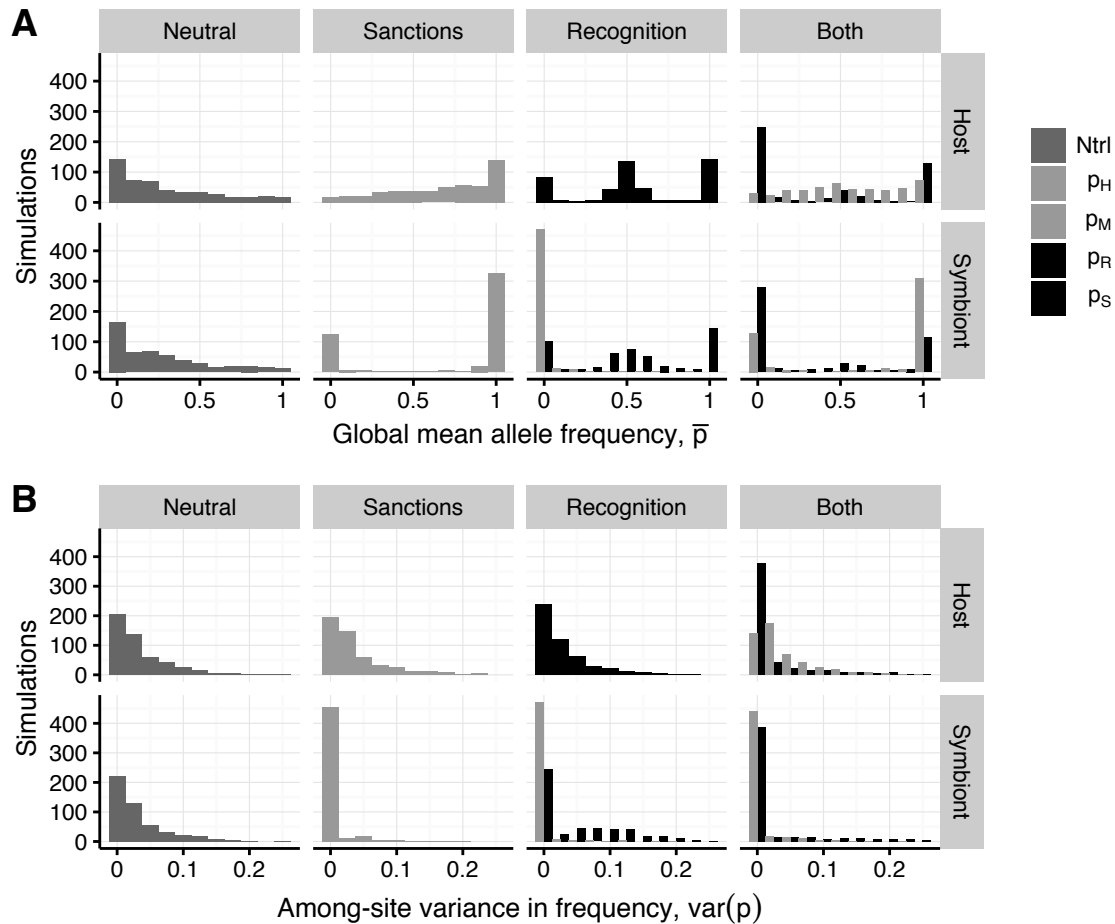 A
Neutral Sanctions Recognition Both
Simulations
400
300
200
100
0
Host
400
300
200
100
0
Symbiont
0 0.5 1 0 0.5 1 0 0.5 1 0 0.5 1
Global mean allele frequency, p̅
Ntrl
pH
pM
pR
pS
B
Neutral Sanctions Recognition Both
Simulations
400
300
200
100
0
Host
400
300
200
100
0
Symbiont
0 0.1 0.2 0 0.1 0.2 0 0.1 0.2 0 0.1 0.2
Among-site variance in frequency, var(p)